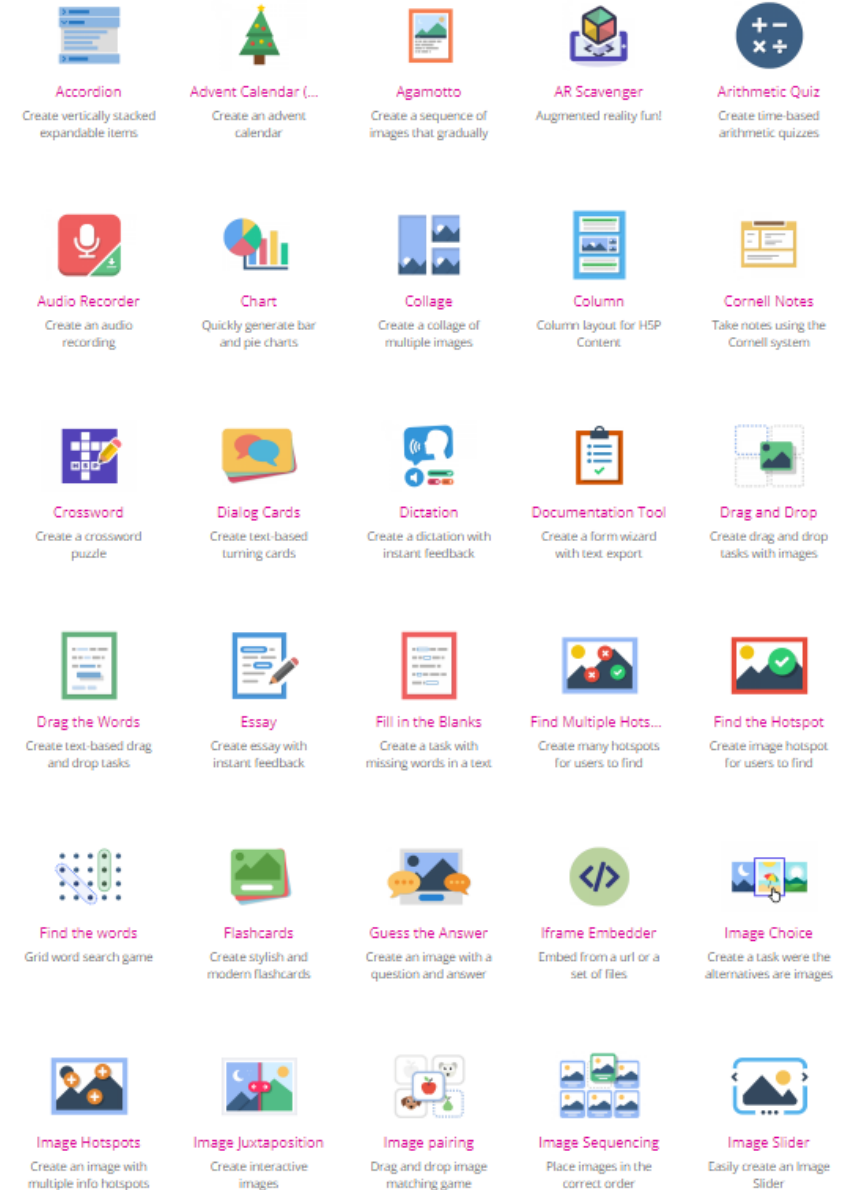 Accordion
Create vertically stacked
expandable items
Advent Calendar (...
Create an advent
calendar
Agamotto
Create a sequence of
images that gradually
AR Scavenger
Augmented reality fun!
Arithmetic Quiz
Create time-based
arithmetic quizzes
Audio Recorder
Create an audio
recording
Chart
Quickly generate bar
and pie charts
Collage
Create a collage of
multiple images
Column
Column layout for H5P
Content
Cornell Notes
Take notes using the
Cornell system
Crossword
Create a crossword
puzzle
Dialog Cards
Create text-based
turning cards
Dictation
Create a dictation with
instant feedback
Documentation Tool
Create a form wizard
with text export
Drag and Drop
Create drag and drop
tasks with images
Drag the Words
Create text-based drag
and drop tasks
Essay
Create essay with
instant feedback
Fill in the Blanks
Create a task with
missing words in a text
Find Multiple Hots...
Create many hotspots
for users to find
Find the Hotspot
Create image hotspot
for users to find
Find the words
Grid word search game
Flashcards
Create stylish and
modern flashcards
Guess the Answer
Create an image with a
question and answer
Iframe Embedder
Embed from a url or a
set of files
Image Choice
Create a task were the
alternatives are images
Image Hotspots
Create an image with
multiple info hotspots
Image Juxtaposition
Create interactive
images
Image pairing
Drag and drop image
matching game
Image Sequencing
Place images in the
correct order
Image Slider
Easily create an Image
Slider